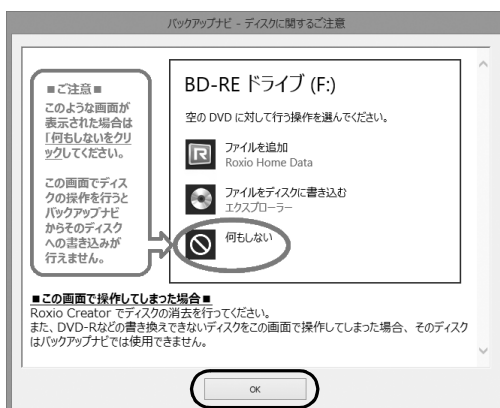 バックアップナビ - ディスクに関するご注意
■ご注意■
このような画面が
表示された場合は
「何もしないをクリ
ックしてください。
この画面でディス
クの操作を行うと
バックアップナビ
からそのディスク
への書き込みが
行えません。
BD-RE ドライブ (F:)
空の DVD に対して行う操作を選んでください。
ファイルを追加
Roxio Home Data
ファイルをディスクに書き込む
エクスプローラー
何もしない
■この画面で操作してしまった場合■
Roxio Creator でディスクの消去を行ってください。
また、DVD-Rなどの書き換えできないディスクをこの画面で操作してしまった場合、そのディスク
はバックアップナビでは使用できません。
OK